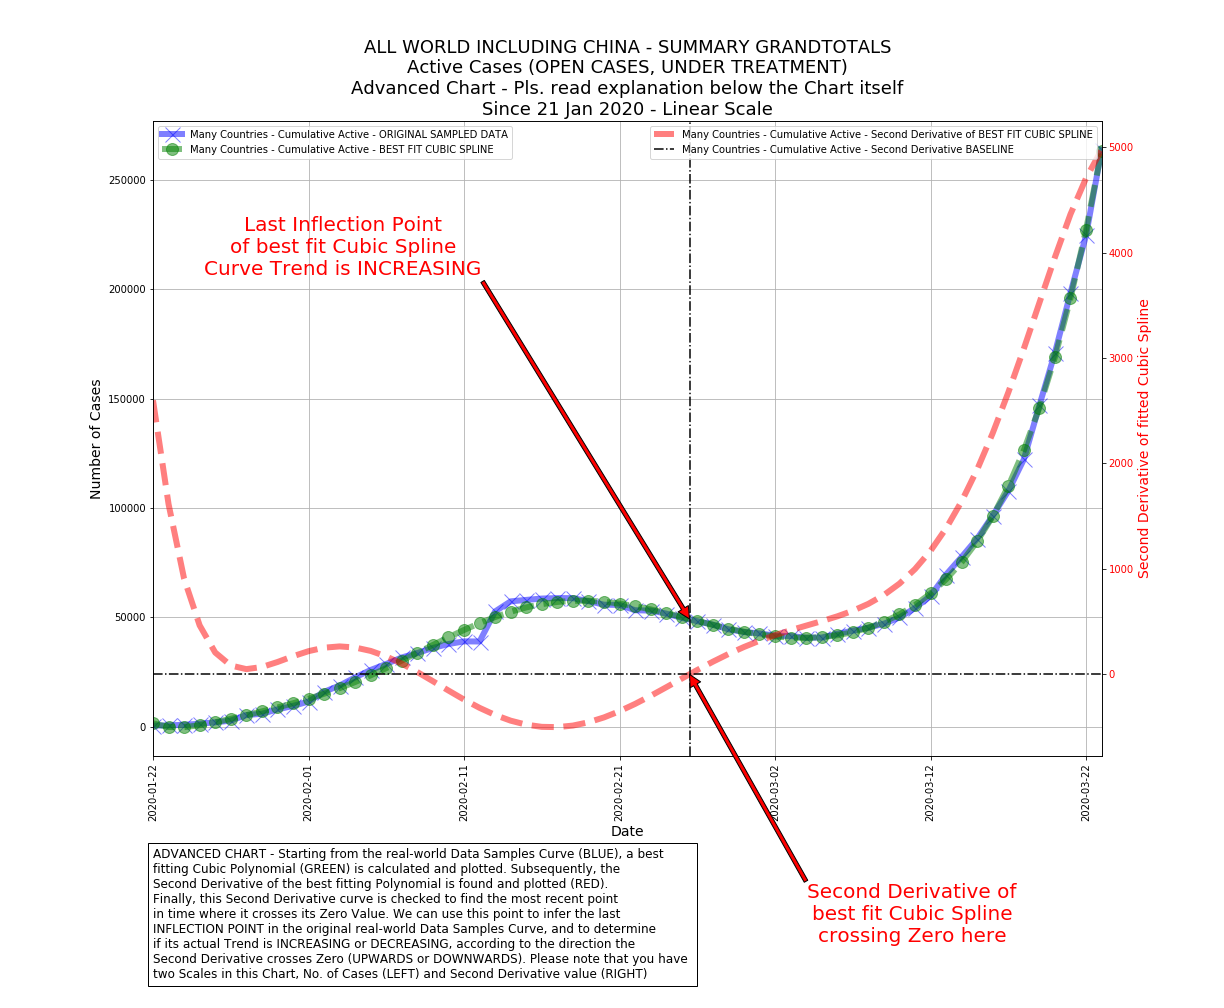 ALL WORLD INCLUDING CHINA - SUMMARY GRANDTOTALS
Active Cases (OPEN CASES, UNDER TREATMENT)
Advanced Chart - Pls. read explanation below the Chart itself
Since 21 Jan 2020 - Linear Scale
Many Countries - Cumulative Active - ORIGINAL SAMPLED DATA
Many Countries - Cumulative Active - BEST FIT CUBIC SPLINE
Many Countries - Cumulative Active - Second Derivative of BEST FIT CUBIC SPLINE
Many Countries - Cumulative Active - Second Derivative BASELINE
Last Inflection Point
of best fit Cubic Spline
Curve Trend is INCREASING
Number of Cases
250000
200000
150000
100000
50000
0
5000
4000
3000
2000
1000
0
Second Derivative of fitted Cubic Spline
2020-01-22
2020-02-01
2020-02-11
2020-02-21
2020-03-02
2020-03-12
2020-03-22
Date
ADVANCED CHART - Starting from the real-world Data Samples Curve (BLUE), a best
fitting Cubic Polynomial (GREEN) is calculated and plotted. Subsequently, the
Second Derivative of the best fitting Polynomial is found and plotted (RED).
Finally, this Second Derivative curve is checked to find the most recent point
in time where it crosses its Zero Value. We can use this point to infer the last
INFLECTION POINT in the original real-world Data Samples Curve, and to determine
if its actual Trend is INCREASING or DECREASING, according to the direction the
Second Derivative crosses Zero (UPWARDS or DOWNWARDS). Please note that you have
two Scales in this Chart, No. of Cases (LEFT) and Second Derivative value (RIGHT)
Second Derivative of
best fit Cubic Spline
crossing Zero here